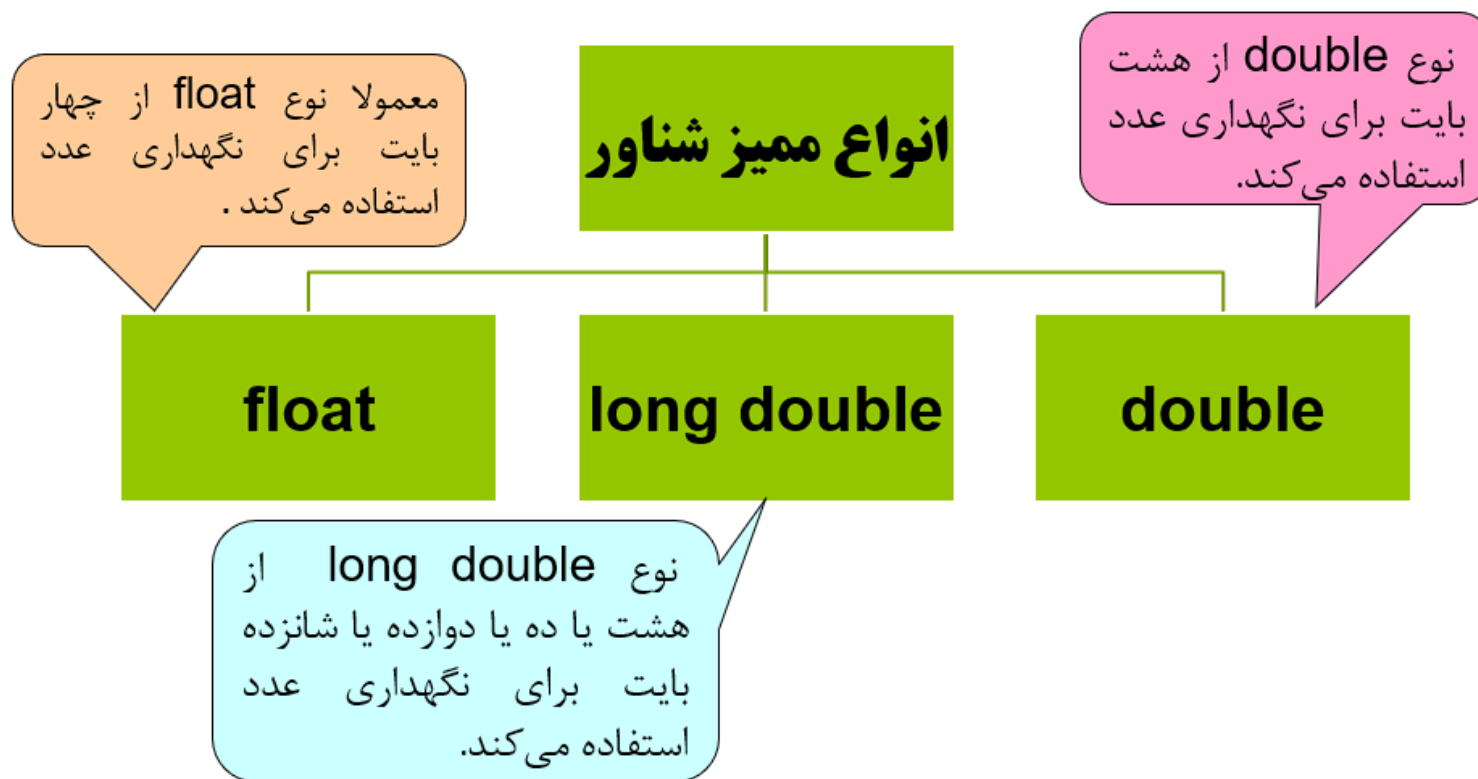 انواع ممیز شناور
نوع double از هشت
بایت برای نگهداری عدد
استفاده می‌کند.
معمولا نوع float از چهار
بایت برای نگهداری عدد
استفاده می‌کند .
double
long double
float
نوع long double از
هشت یا ده یا دوازده یا شانزده
بایت برای نگهداری عدد
استفاده می‌کند.